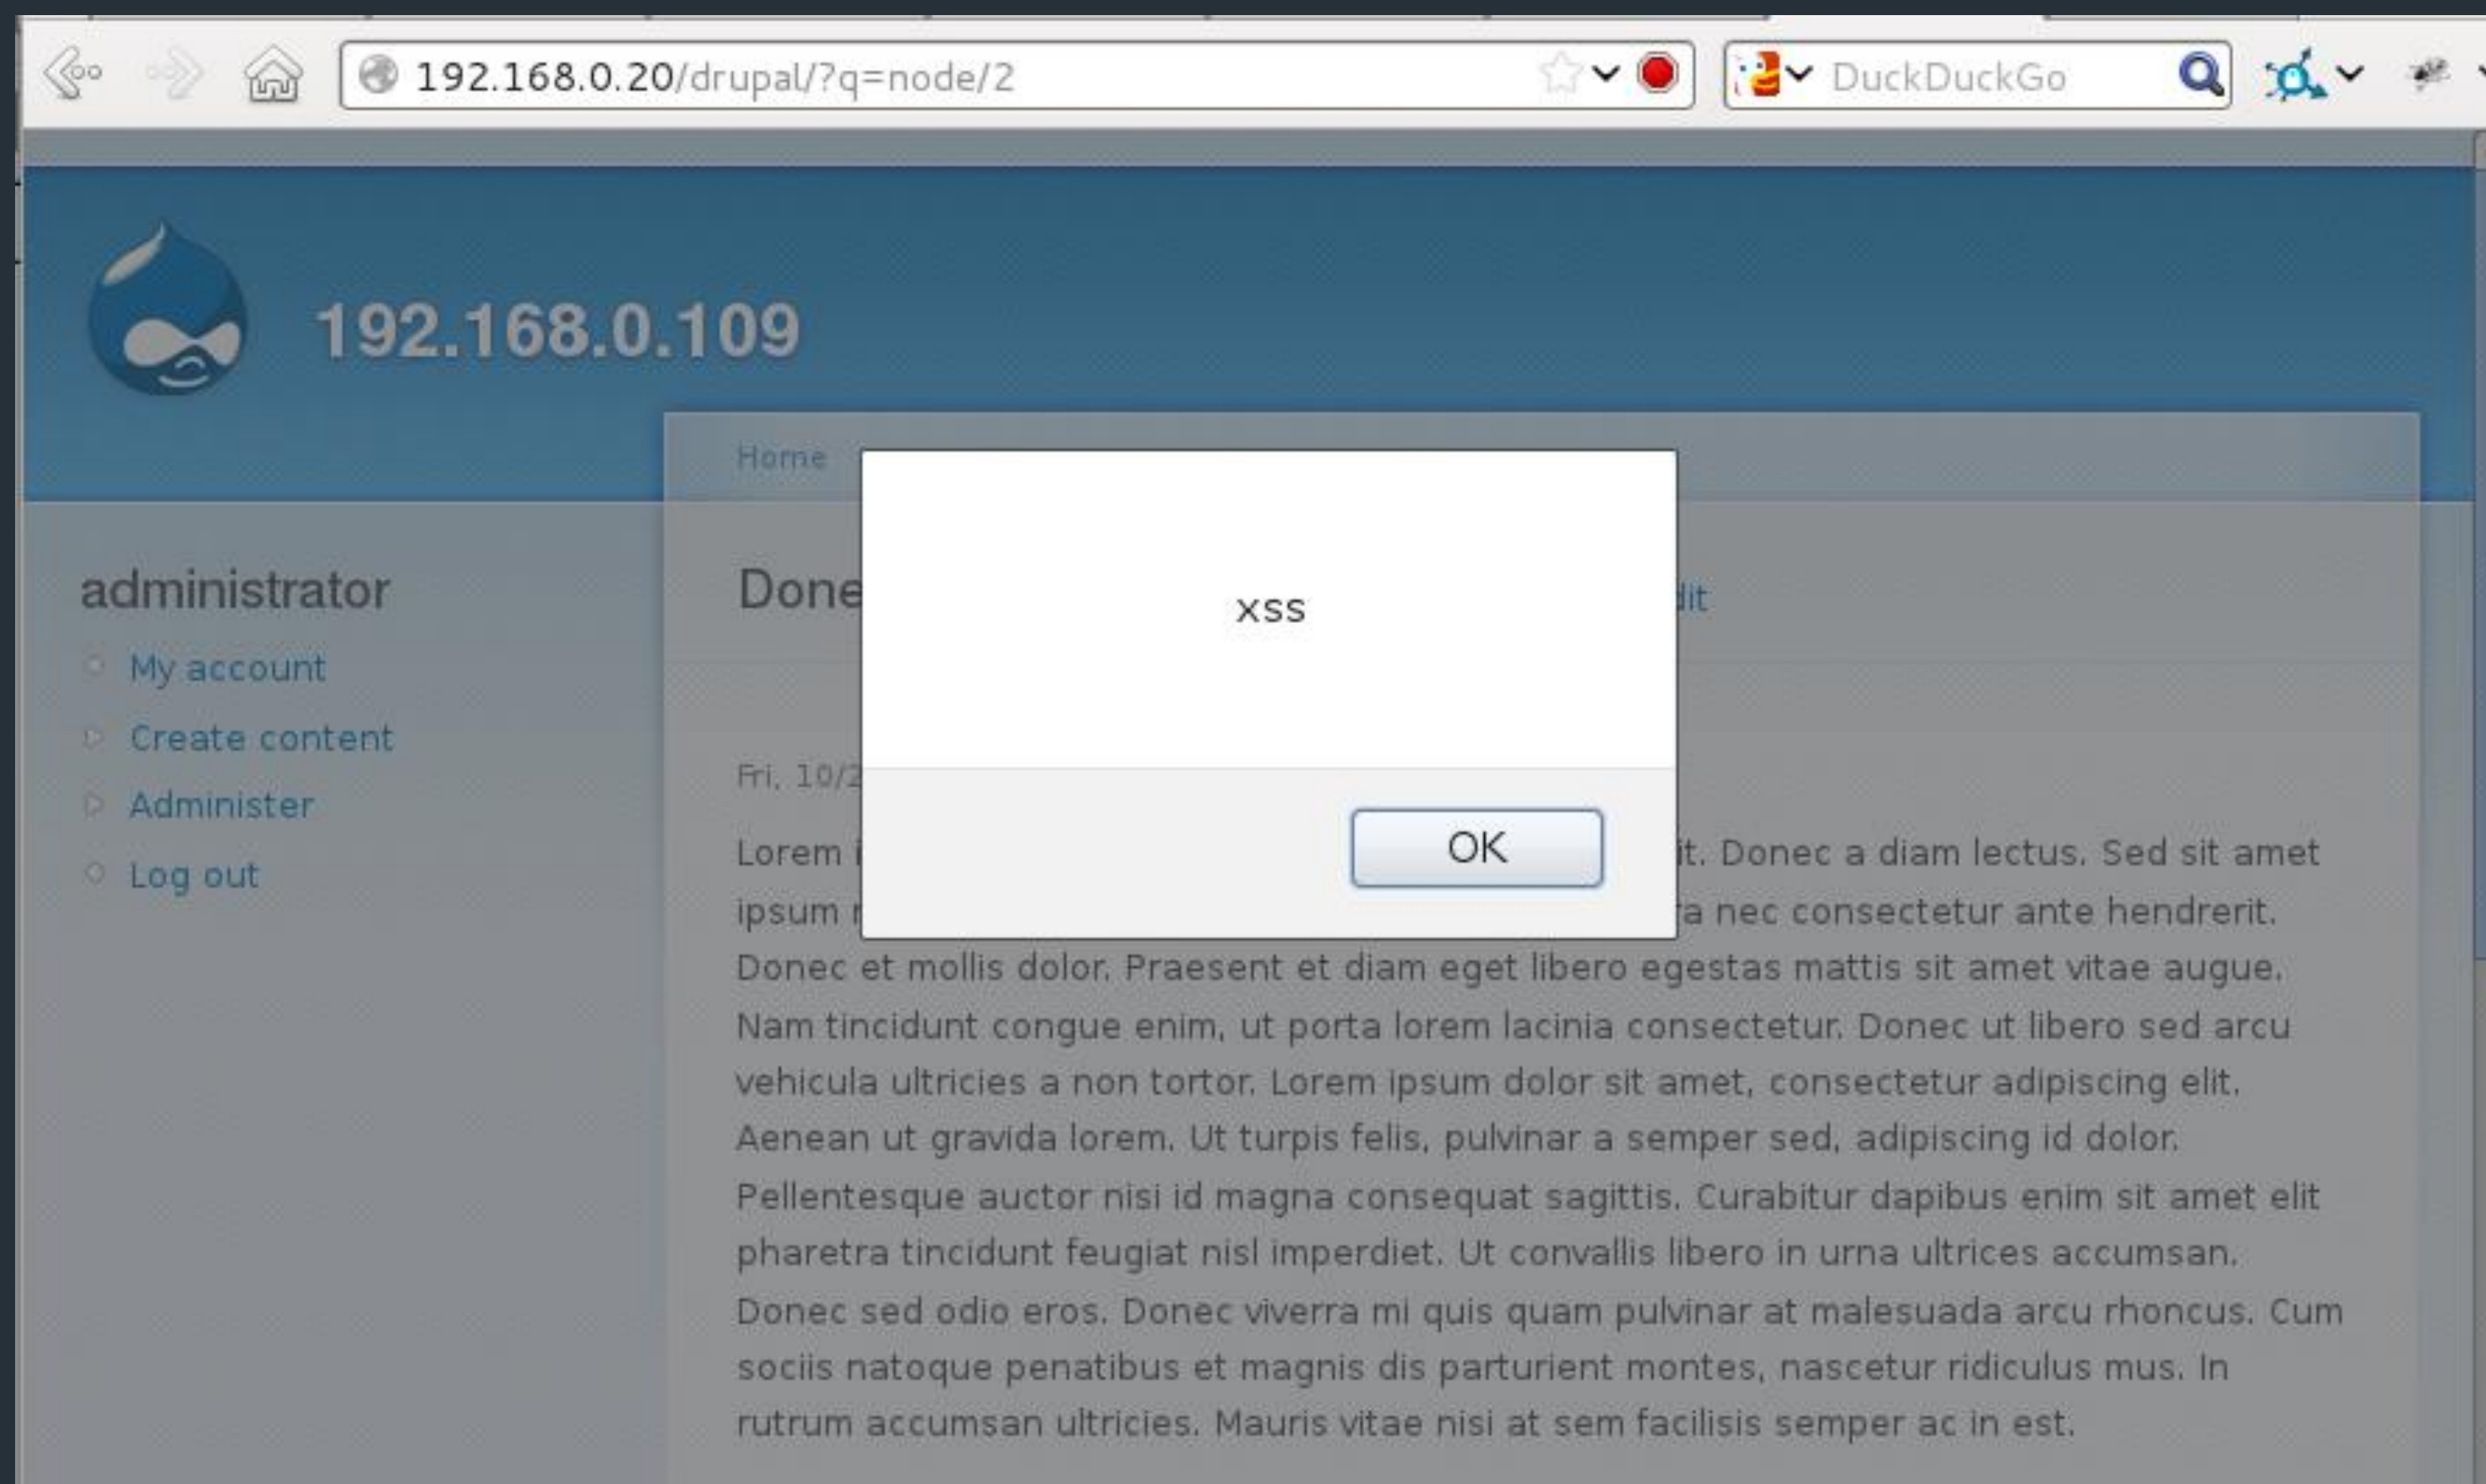 192.168.0.20/drupal/?q=node/2
DuckDuckGo
192.168.0.109
Home
xss
OK
administrator
My account
Create content
Administer
Log out
Done
dit
Fri, 10/2
Lorem it. Donec a diam lectus. Sed sit amet
ipsum ra nec consectetur ante hendrerit.
Donec et mollis dolor. Praesent et diam eget libero egestas mattis sit amet vitae augue.
Nam tincidunt congue enim, ut porta lorem lacinia consectetur. Donec ut libero sed arcu
vehicula ultricies a non tortor. Lorem ipsum dolor sit amet, consectetur adipiscing elit.
Aenean ut gravida lorem. Ut turpis felis, pulvinar a semper sed, adipiscing id dolor.
Pellentesque auctor nisi id magna consequat sagittis. Curabitur dapibus enim sit amet elit
pharetra tincidunt feugiat nisl imperdiet. Ut convallis libero in urna ultrices accumsan.
Donec sed odio eros. Donec viverra mi quis quam pulvinar at malesuada arcu rhoncus. Cum
sociis natoque penatibus et magnis dis parturient montes, nascetur ridiculus mus. In
rutrum accumsan ultricies. Mauris vitae nisi at sem facilisis semper ac in est.